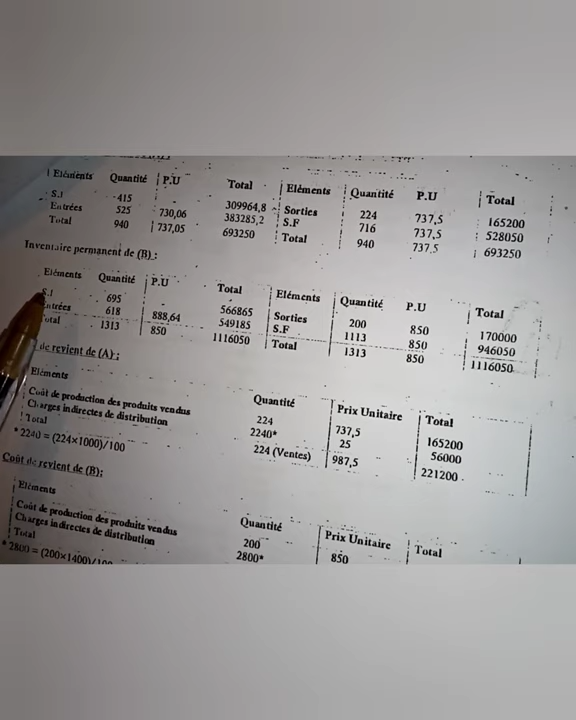 Eléments Quantité P.U Total Eléments Quantité P.U Total
S.I 415 - 309964,8 Sorties 224 737,5 165200
Entrées 525 730,06 383285,2 S.F 716 737,5 528050
Total 940 737,05 693250 Total 940 737.5 693250
Inventaire permanent de (B) :
Eléments Quantité P.U Total Eléments Quantité P.U Total
S.I 695 - 566865 Sorties 200 850 170000
Entrées 618 888,64 549185 S.F 1113 850 946050
Total 1313 850 1116050 Total 1313 850 1116050
de revient de (A) :
Eléments Quantité Prix Unitaire Total
Coût de production des produits vendus 224 737,5 165200
Charges indirectes de distribution 2240* 25 56000
Total 224 (Ventes) 987,5 221200
* 2240 = (224×1000)/100
Coût de revient de (B):
Eléments Quantité Prix Unitaire Total
Coût de production des produits vendus 200 850
Charges indirectes de distribution 2800*
Total
* 2800 = (200×1400)/100